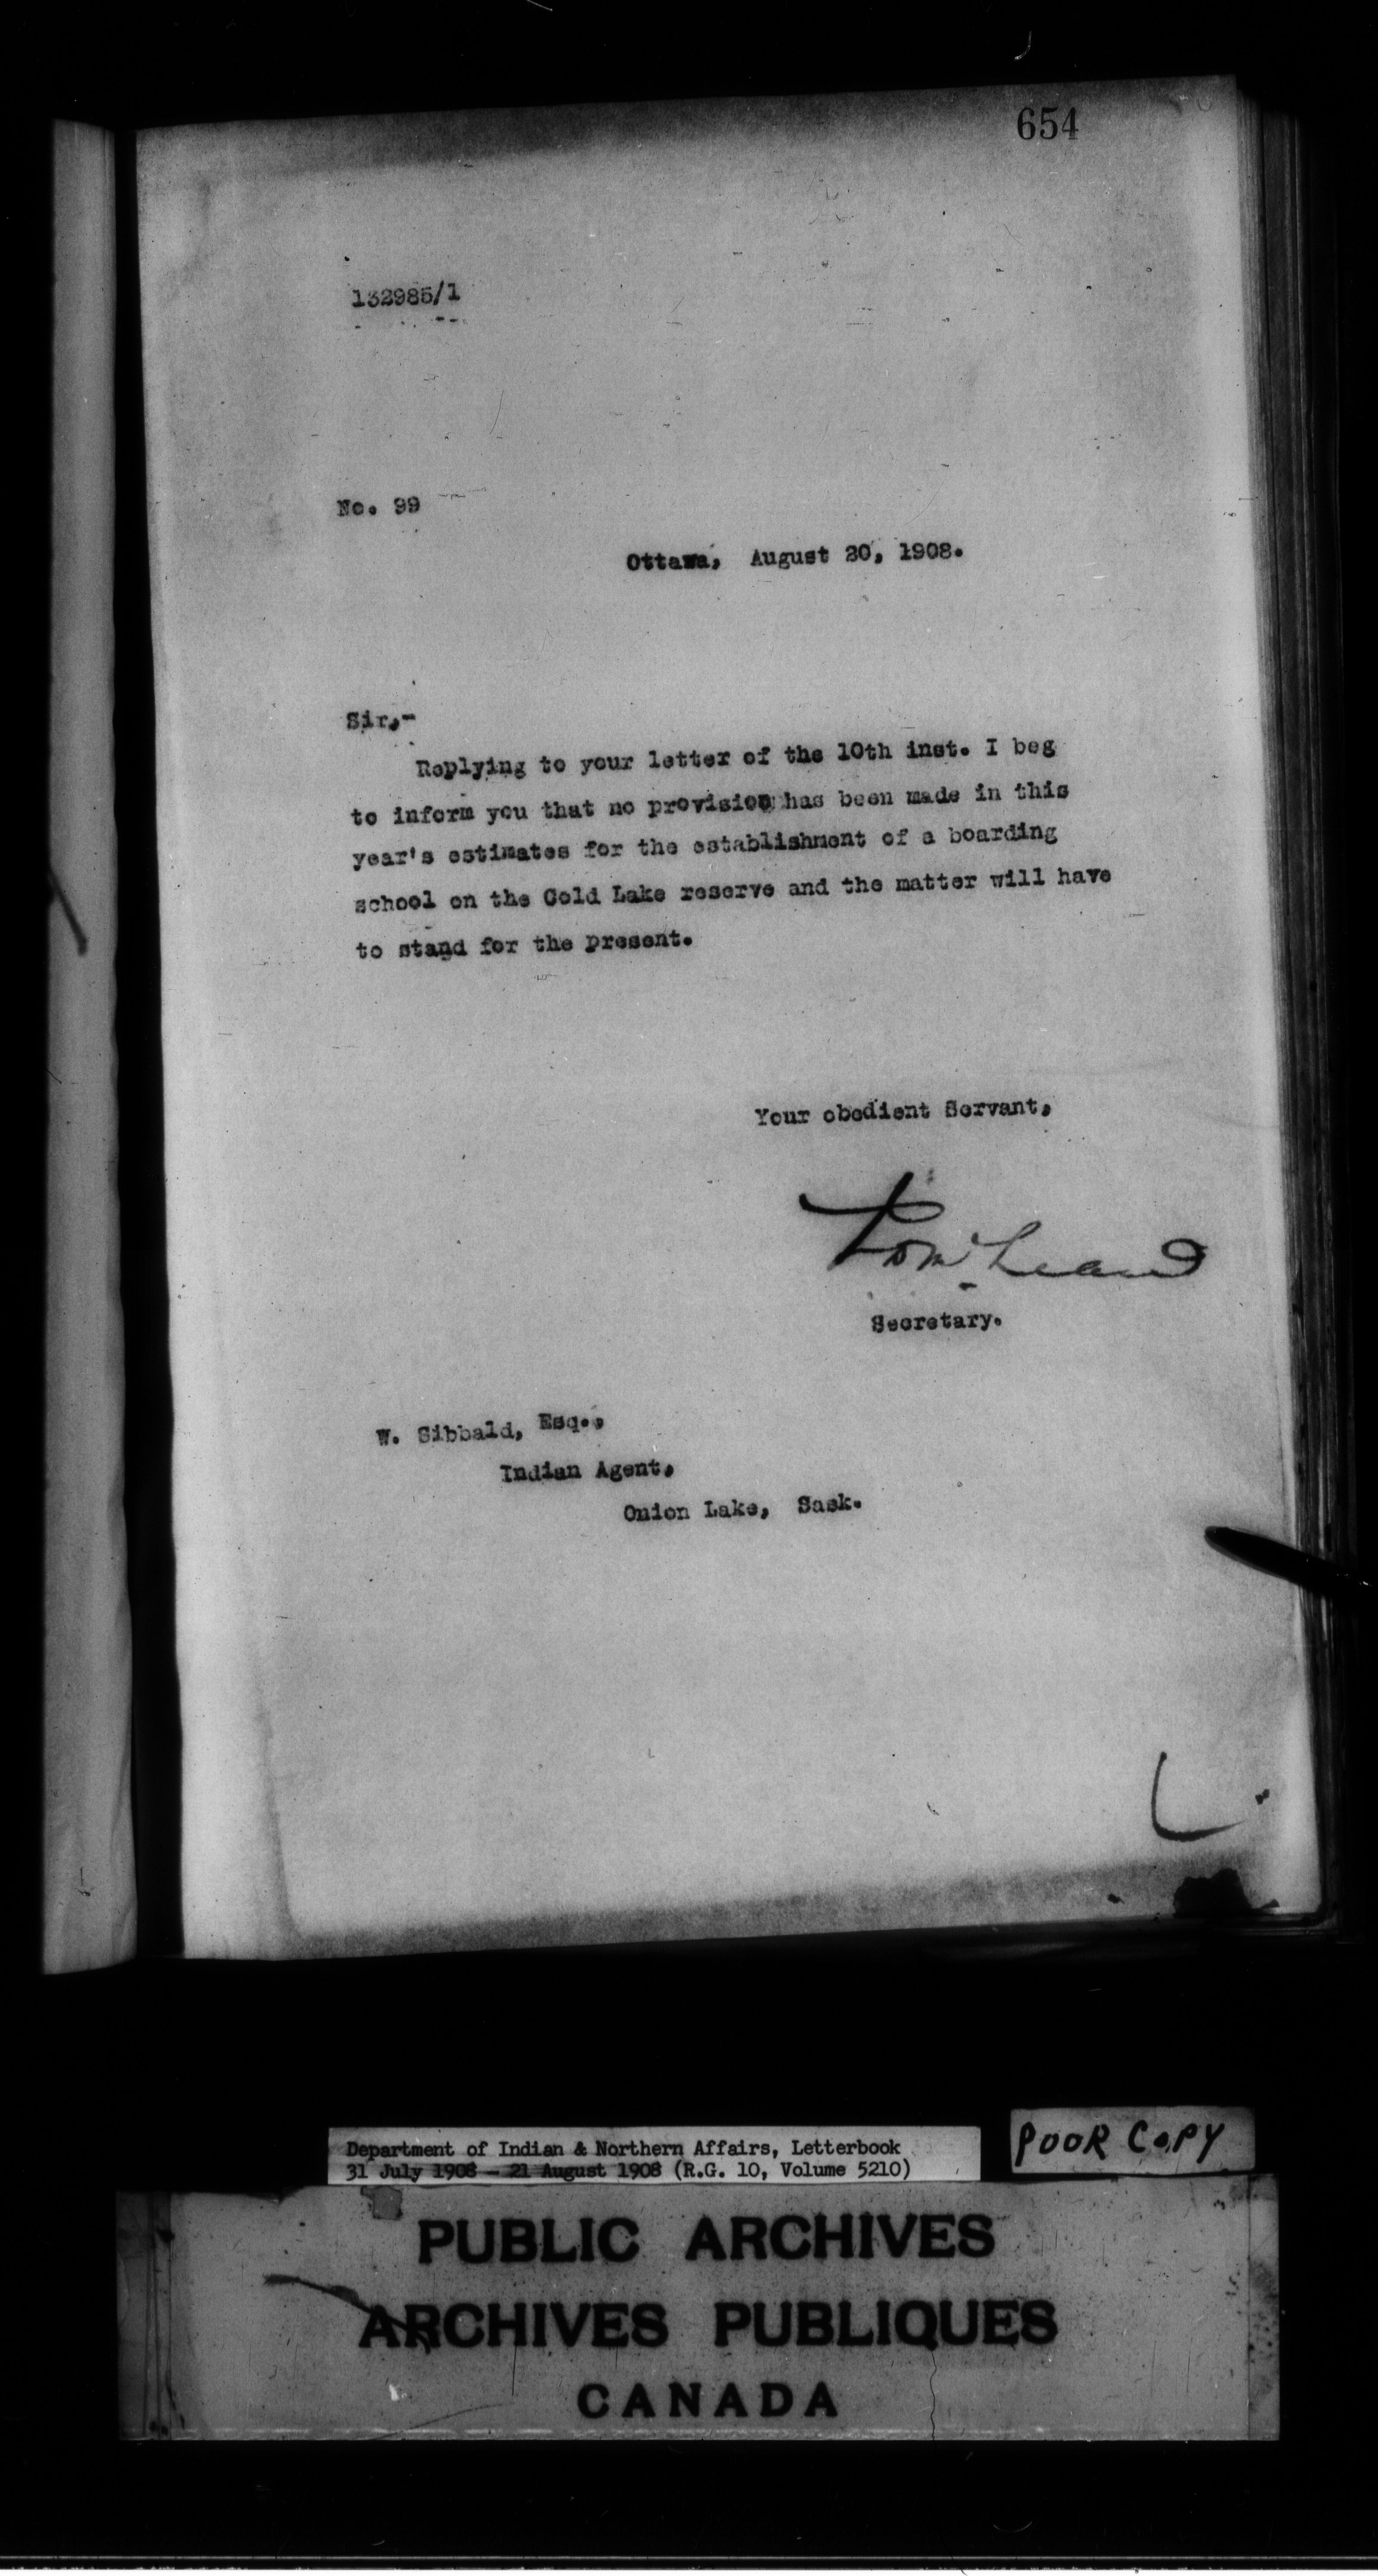 654
132985/1
No. 99
Ottawa, August 20, 1908.
Sir,-
Replying to your letter of the 10th inst. I beg
to inform you that no provision has been made in this
year's estimates for the establishment of a boarding
school on the Cold Lake reserve and the matter will have
to stand for the present.
Your obedient Servant,
Secretary.
W. Sibbald, Esq.,
Indian Agent,
Onion Lake, Sask.
Department of Indian & Northern Affairs, Letterbook
31 July 1908 - 21 August 1908 (R.G. 10, Volume 5210)
POOR COPY
PUBLIC ARCHIVES
ARCHIVES PUBLIQUES
CANADA